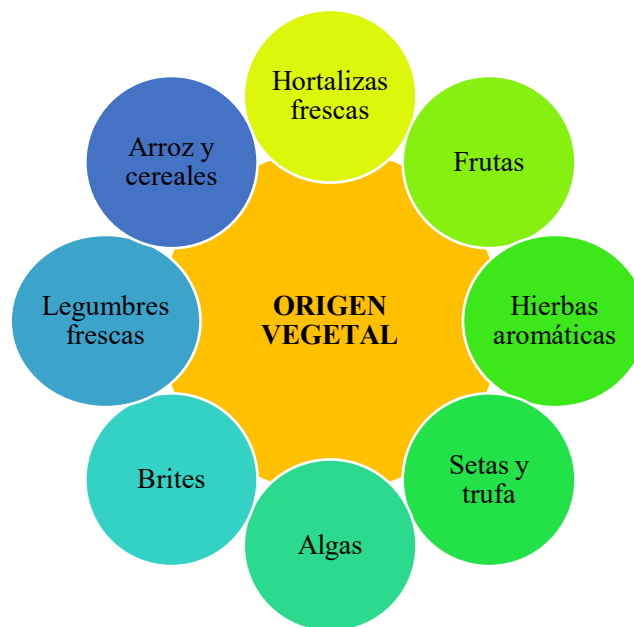 Hortalizas
frescas
Frutas
Hierbas
aromáticas
Setas y
trufa
Algas
Brites
Legumbres
frescas
Arroz y
cereales
ORIGEN
VEGETAL